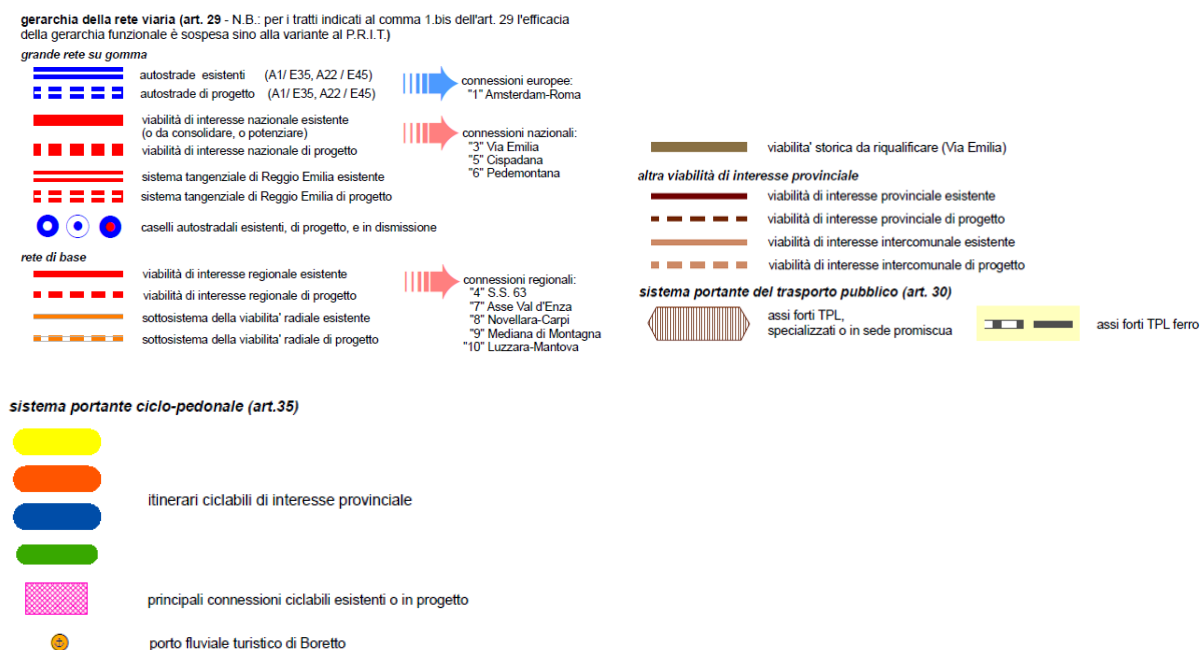 gerarchia della rete viaria (art. 29 - N.B.: per i tratti indicati al comma 1.bis dell'art. 29 l'efficacia
della gerarchia funzionale è sospesa sino alla variante al P.R.I.T.)
grande rete su gomma
autostrade esistenti (A1/ E35, A22 / E45)
autostrade di progetto (A1/ E35, A22 / E45)
connessioni europee:
"1" Amsterdam-Roma
viabilità di interesse nazionale esistente
(o da consolidare, o potenziare)
viabilità di interesse nazionale di progetto
connessioni nazionali:
"3" Via Emilia
"5" Cispadana
"6" Pedemontana
sistema tangenziale di Reggio Emilia esistente
sistema tangenziale di Reggio Emilia di progetto
caselli autostradali esistenti, di progetto, e in dismissione
rete di base
viabilità di interesse regionale esistente
viabilità di interesse regionale di progetto
sottosistema della viabilita' radiale esistente
sottosistema della viabilita' radiale di progetto
connessioni regionali:
"4" S.S. 63
"7" Asse Val d'Enza
"8" Novellara-Carpi
"9" Mediana di Montagna
"10" Luzzara-Mantova
viabilita' storica da riqualificare (Via Emilia)
altra viabilità di interesse provinciale
viabilità di interesse provinciale esistente
viabilità di interesse provinciale di progetto
viabilità di interesse intercomunale esistente
viabilità di interesse intercomunale di progetto
sistema portante del trasporto pubblico (art. 30)
assi forti TPL,
specializzati o in sede promiscua
assi forti TPL ferro
sistema portante ciclo-pedonale (art.35)
itinerari ciclabili di interesse provinciale
principali connessioni ciclabili esistenti o in progetto
porto fluviale turistico di Boretto